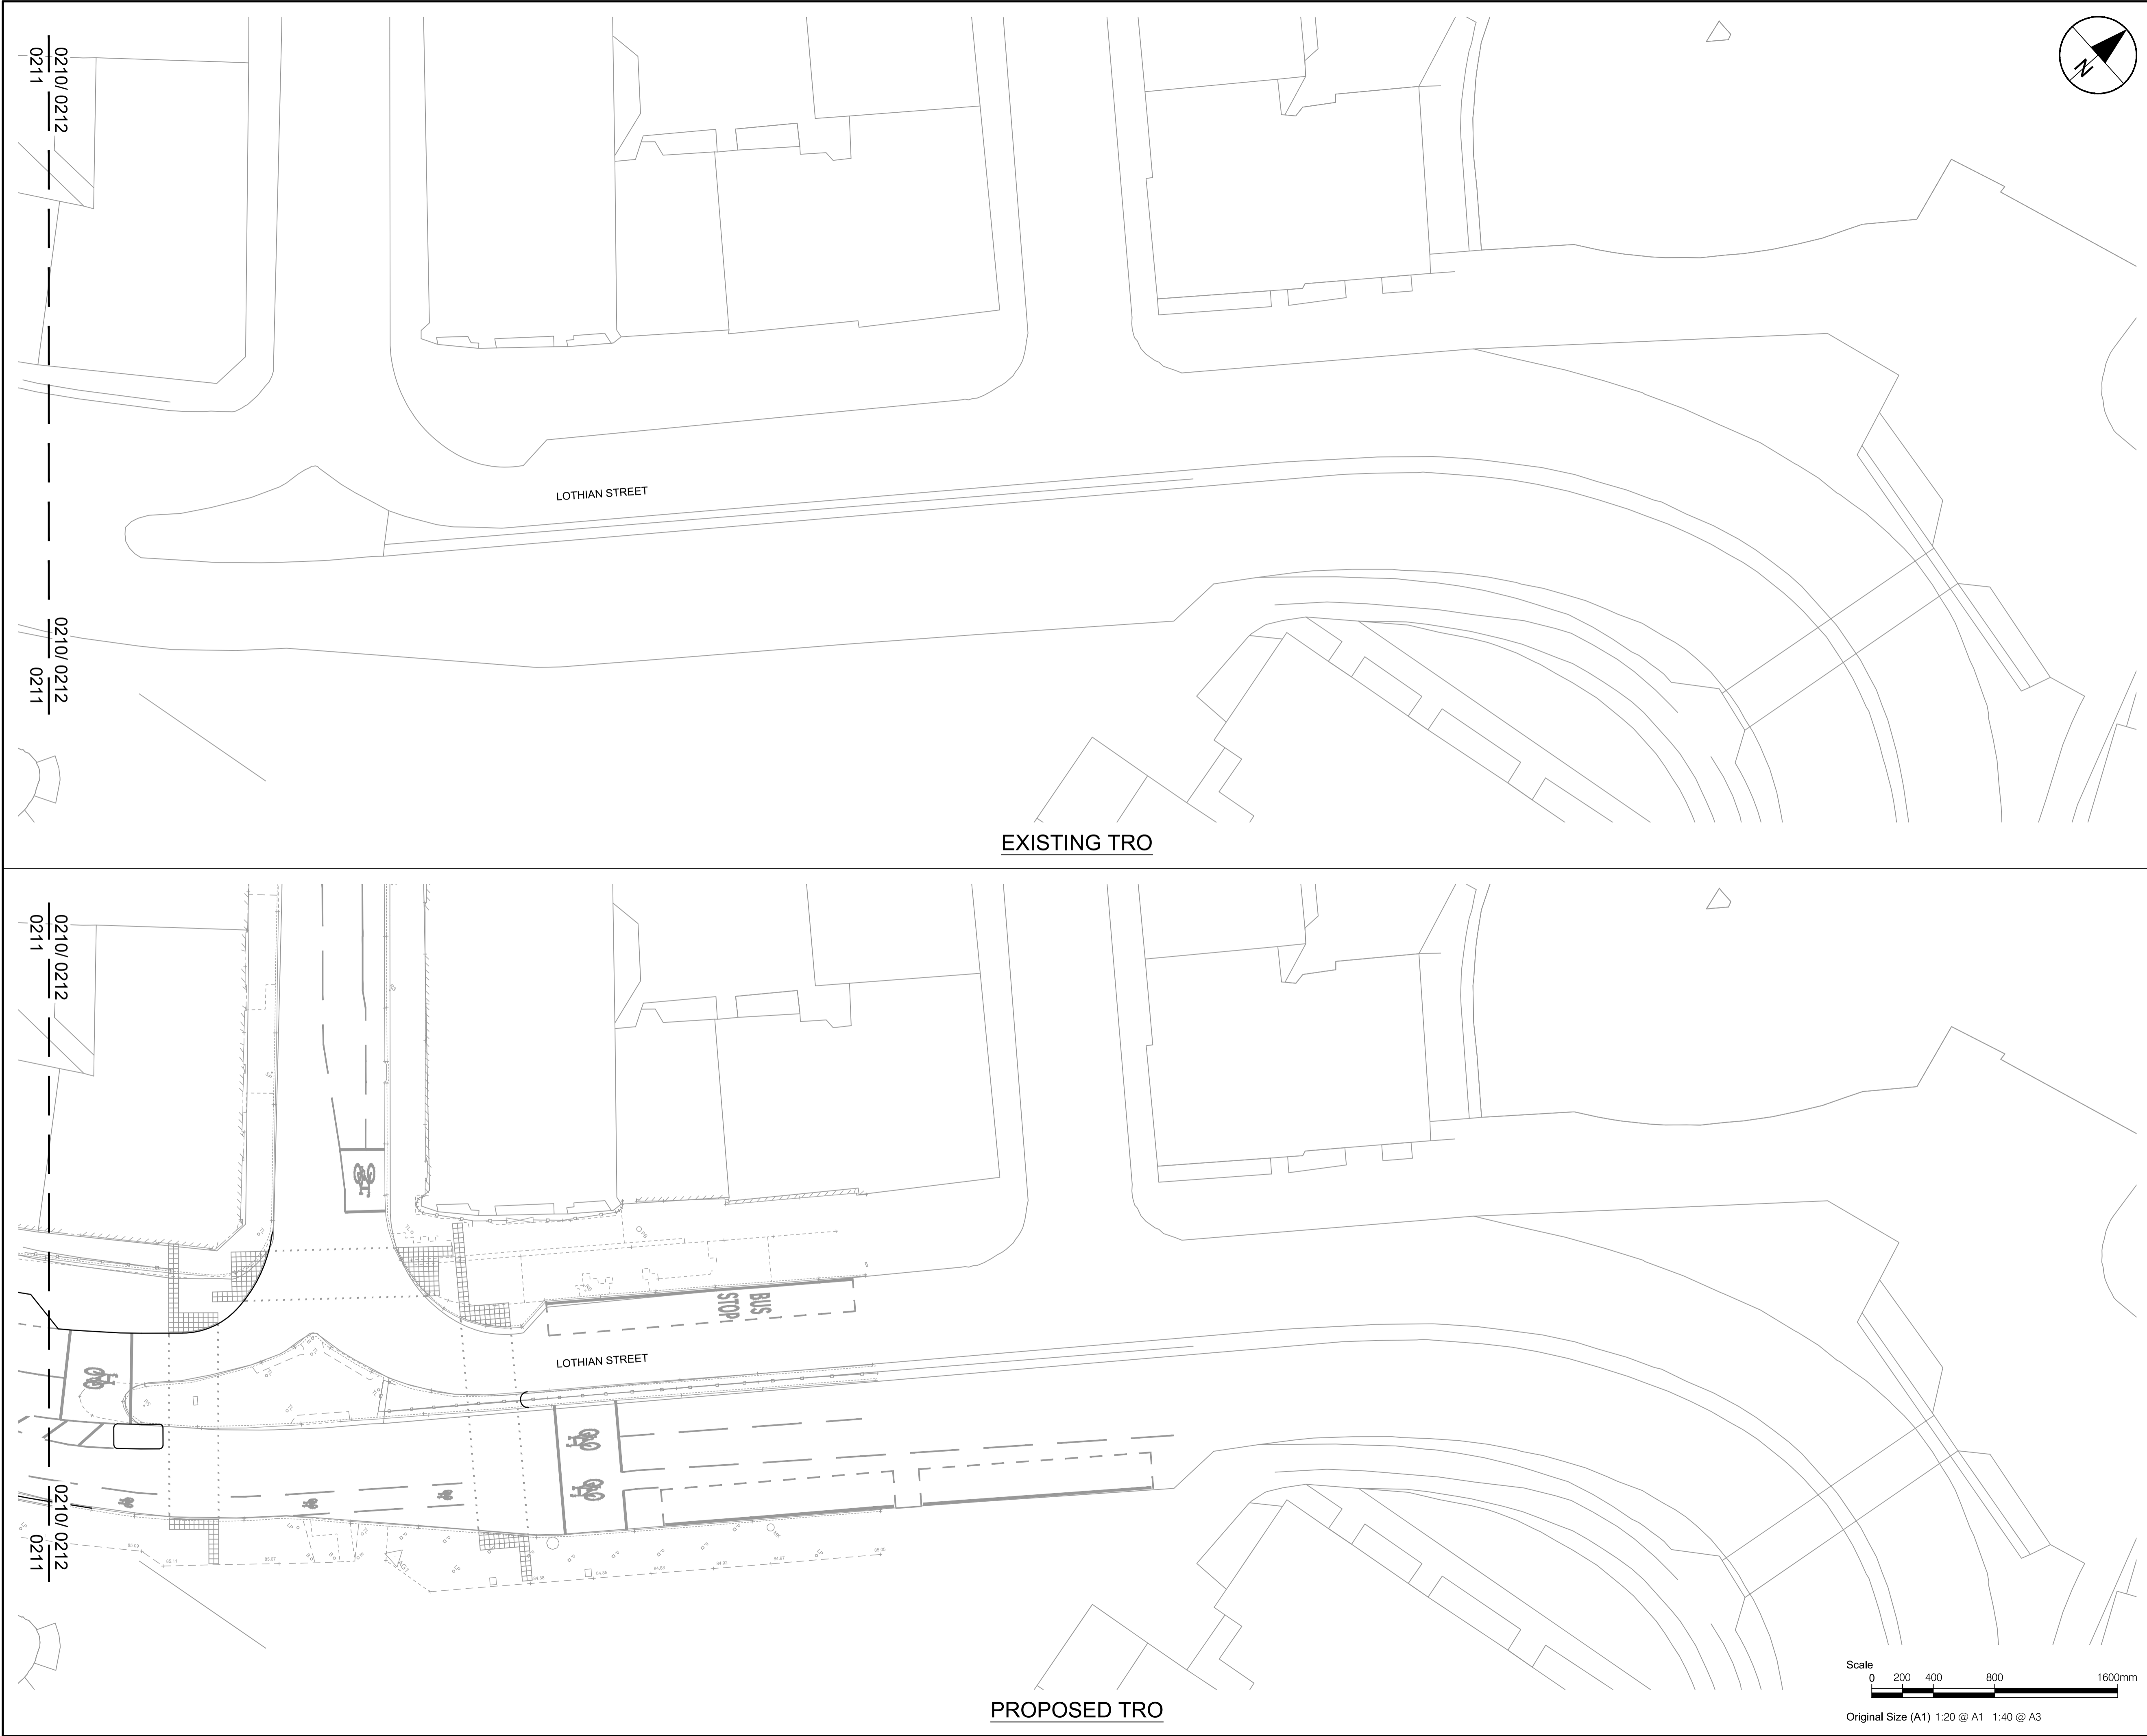 0210/ 0212
0211
N
LOTHIAN STREET
0210/ 0212
0211
EXISTING TRO
0210/ 0212
0211
BUS
STOP
LOTHIAN STREET
0210/ 0212
0211
PROPOSED TRO
Scale
0 200 400 800 1600mm
Original Size (A1) 1:20 @ A1 1:40 @ A3